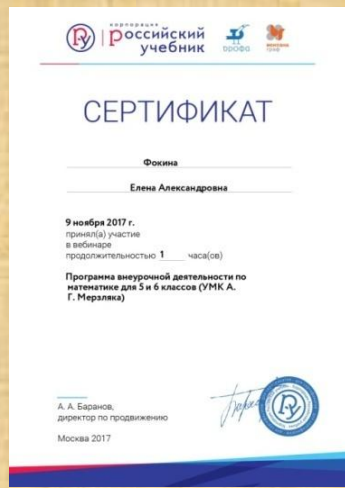 корпорация
российский
учебник
дрофа
вентана
граф
СЕРТИФИКАТ
Фокина
Елена Александровна
9 ноября 2017 г.
принял(а) участие
в вебинаре
продолжительностью 1 часа(ов)
Программа внеурочной деятельности по
математике для 5 и 6 классов (УМК А.
Г. Мерзляка)
А. А. Баранов,
директор по продвижению
Москва 2017